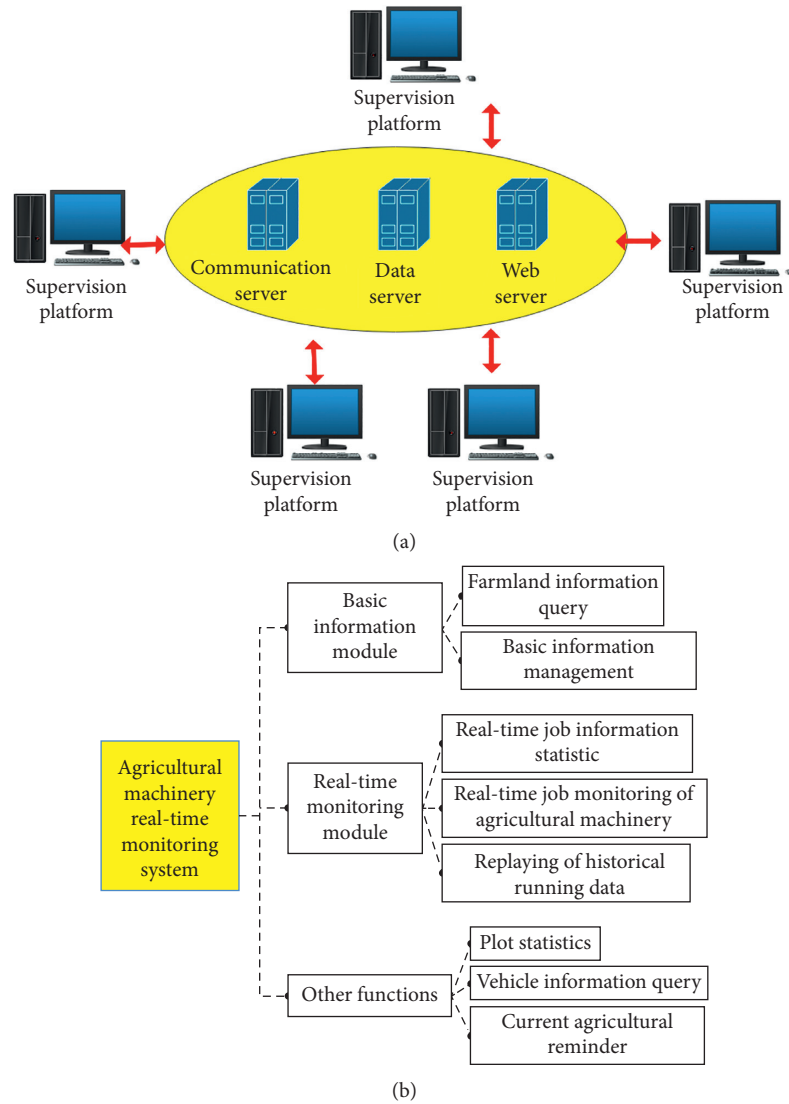 Supervision
platform
Supervision
platform
Communication
server
Data
server
Web
server
Supervision
platform
Supervision
platform
Supervision
platform
(a)
Agricultural
machinery
real-time
monitoring
system
Basic
information
module
Farmland information
query
Basic information
management
Real-time
monitoring
module
Real-time job information
statistic
Real-time job monitoring of
agricultural machinery
Replaying of historical
running data
Other functions
Plot statistics
Vehicle information query
Current agricultural
reminder
(b)